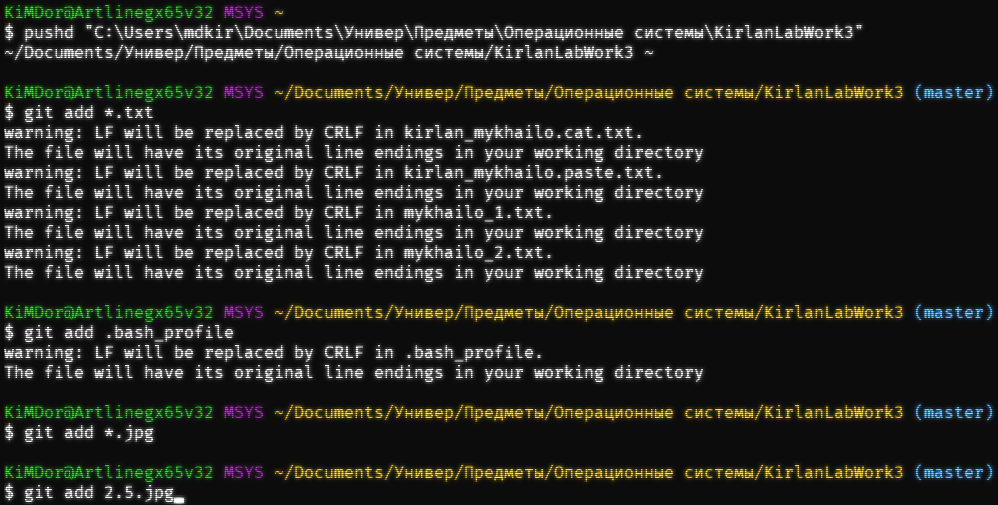 KiMDor@Artlinegx65v32 MSYS ~
$ pushd "C:\Users\mdkir\Documents\Универ\Предметы\Операционные системы\KirlanLabWork3"
~/Documents/Универ/Предметы/Операционные системы/KirlanLabWork3 ~
KiMDor@Artlinegx65v32 MSYS ~/Documents/Универ/Предметы/Операционные системы/KirlanLabWork3 (master)
$ git add *.txt
warning: LF will be replaced by CRLF in kirlan_mykhailo.cat.txt.
The file will have its original line endings in your working directory
warning: LF will be replaced by CRLF in kirlan_mykhailo.paste.txt.
The file will have its original line endings in your working directory
warning: LF will be replaced by CRLF in mykhailo_1.txt.
The file will have its original line endings in your working directory
warning: LF will be replaced by CRLF in mykhailo_2.txt.
The file will have its original line endings in your working directory
KiMDor@Artlinegx65v32 MSYS ~/Documents/Универ/Предметы/Операционные системы/KirlanLabWork3 (master)
$ git add .bash_profile
warning: LF will be replaced by CRLF in .bash_profile.
The file will have its original line endings in your working directory
KiMDor@Artlinegx65v32 MSYS ~/Documents/Универ/Предметы/Операционные системы/KirlanLabWork3 (master)
$ git add *.jpg
KiMDor@Artlinegx65v32 MSYS ~/Documents/Универ/Предметы/Операционные системы/KirlanLabWork3 (master)
$ git add 2.5.jpg